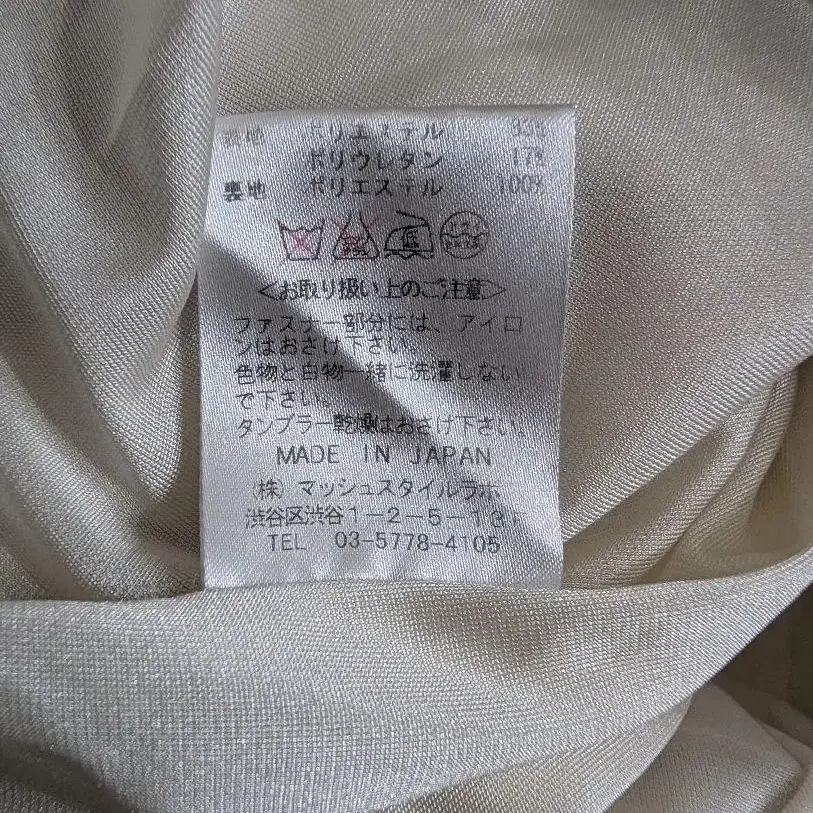 表地 ポリエステル
ポリウレタン 17%
裏地 ポリエステル 100%
低
ドライ
<お取り扱い上のご注意>
ファスナー部分には、アイロ
ンはおさけ下さい。
色物と白物一緒に洗濯しない
で下さい。
タンブラー乾燥はおさけ下さい。
MADE IN JAPAN
(株)マッシュスタイルラボ
渋谷区渋谷1-2-5-13F
TEL 03-5778-4105